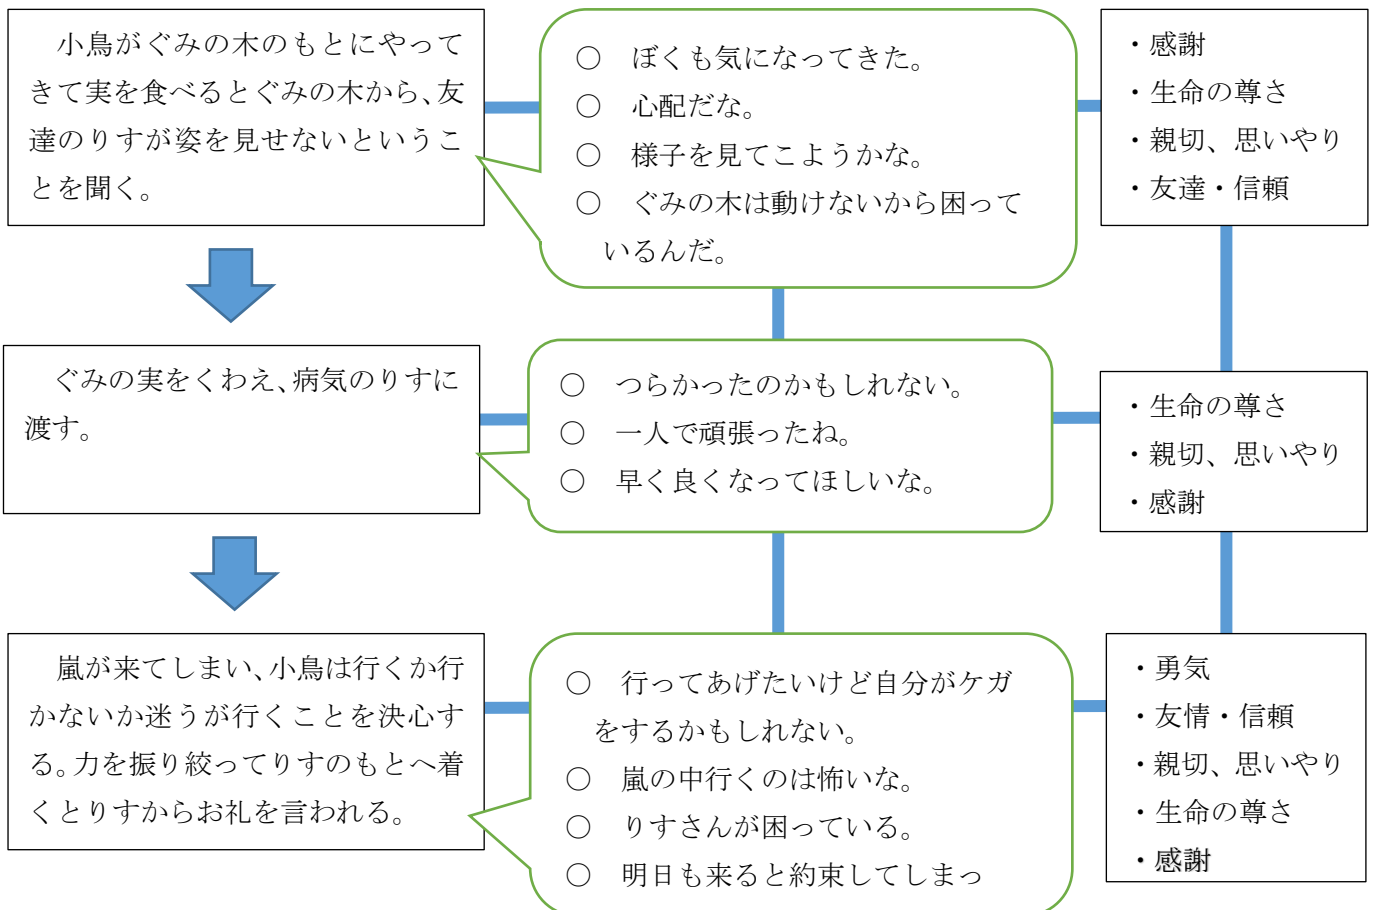 小鳥がぐみの木のもとにやって
きて実を食べるとぐみの木から、友
達のりすが姿を見せないというこ
とを聞く。
○　ぼくも気になってきた。
○　心配だな。
○　様子を見てこようかな。
○　ぐみの木は動けないから困って
いるんだ。
・感謝
・生命の尊さ
・親切、思いやり
・友達・信頼
ぐみの実をくわえ、病気のりすに
渡す。
○　つらかったのかもしれない。
○　一人で頑張ったね。
○　早く良くなってほしいな。
・生命の尊さ
・親切、思いやり
・感謝
嵐が来てしまい、小鳥は行くか行
かないか迷うが行くことを決心す
る。力を振り絞ってりすのもとへ着
くとりすからお礼を言われる。
○　行ってあげたいけど自分がケガ
をするかもしれない。
○　嵐の中行くのは怖いな。
○　りすさんが困っている。
○　明日も来ると約束してしまっ
・勇気
・友情・信頼
・親切、思いやり
・生命の尊さ
・感謝